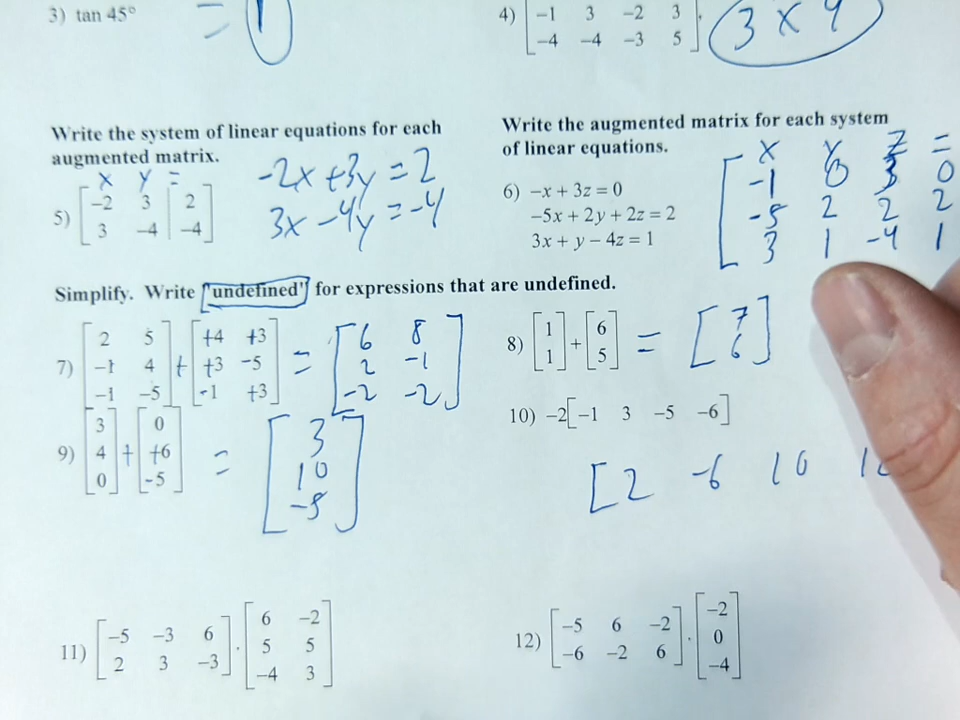 3) tan 45° = 1
4) [ -1 3 -2 3
-4 -4 -3 5 ] . 3 x 4
Write the system of linear equations for each
augmented matrix.
x y =
5) [ -2 3 | 2
3 -4 | -4 ]
-2x +3y = 2
3x -4y = -4
Write the augmented matrix for each system
of linear equations.
6) -x + 3z = 0
-5x + 2y + 2z = 2
3x + y - 4z = 1
x y z =
[ -1 0 3 0
-5 2 2 2
3 1 -4 1
Simplify. Write "undefined" for expressions that are undefined.
7) [ 2 5
-1 4
-1 -5 ] + [ +4 +3
+3 -5
-1 +3 ] = [ 6 8
2 -1
-2 -2 ]
8) [ 1
1 ] + [ 6
5 ] = [ 7
6 ]
9) [ 3
4
0 ] + [ 0
+6
-5 ] = [ 3
10
-5 ]
10) -2[ -1 3 -5 -6 ]
[ 2 -6 10
11) [ -5 -3 6
2 3 -3 ] · [ 6 -2
5 5
-4 3 ]
12) [ -5 6 -2
-6 -2 6 ] · [ -2
0
-4 ]